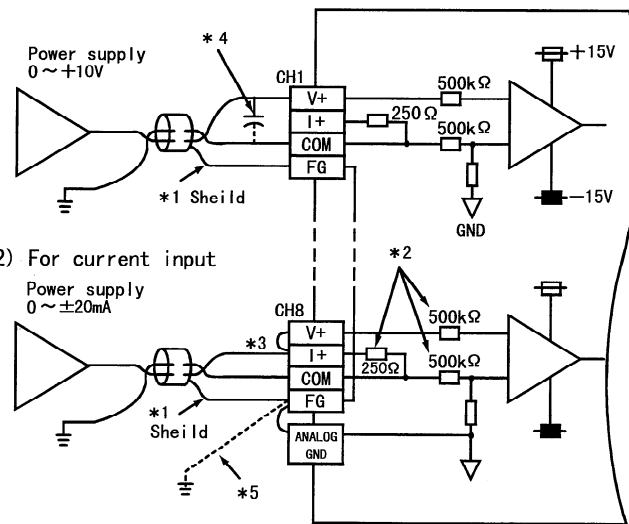 Power supply
0～+10V
*4
CH1
V+
I+
COM
FG
500kΩ
250Ω
500kΩ
+15V
-15V
GND
*1 Sheild
2) For current input
Power supply
0～±20mA
*2
CH8
V+
I+
COM
FG
ANALOG
GND
*3
500kΩ
250Ω
500kΩ
*1
Sheild
*5